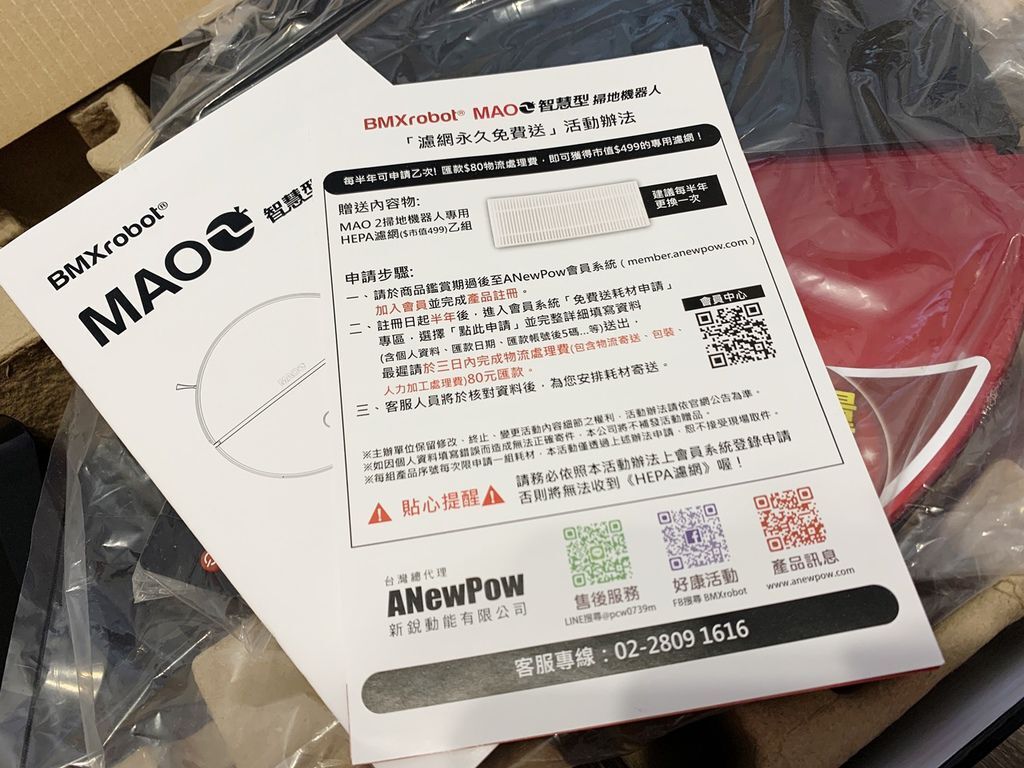 BMXrobot® MAO2 智慧型 掃地機器人
「濾網永久免費送」活動辦法
每半年可申請乙次! 匯款$80物流處理費,即可獲得市值$499的專用濾網!
贈送內容物:
MAO 2掃地機器人專用
HEPA濾網($市值499)乙組
建議每半年
更換一次
申請步驟:
一、請於商品鑑賞期過後至ANewPow會員系統(member.anewpow.com)
加入會員並完成產品註冊。
二、註冊日起半年後,進入會員系統「免費送耗材申請」
專區,選擇「點此申請」並完整詳細填寫資料
(含個人資料、匯款日期、匯款帳號後5碼...等)送出,
最遲請於三日內完成物流處理費(包含物流寄送、包裝、
人力加工處理費)80元匯款。
三、客服人員將於核對資料後,為您安排耗材寄送。
會員中心
※主辦單位保留修改、終止、變更活動內容細節之權利,活動辦法請依官網公告為準。
※如因個人資料填寫錯誤而造成無法正確寄件,本公司將不補發活動贈品。
※每組產品序號每次限申請一組耗材,本活動僅透過上述辦法申請,恕不接受現場取件。
貼心提醒
請務必依照本活動辦法上會員系統登錄申請
否則將無法收到《HEPA濾網》喔!
台灣總代理
ANewPow
新銳動能有限公司
售後服務
LINE搜尋@pcw0739m
好康活動
FB搜尋 BMXrobot
產品訊息
www.anewpow.com
客服專線:02-2809 1616
BMXrobot®
MAO2 智慧型